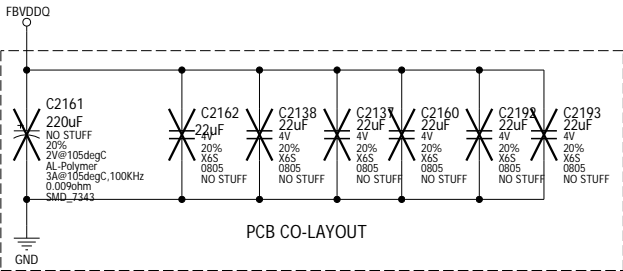 FBVDDQ
C2161
220uF
NO STUFF
20%
2V@105degC
AL-Polymer
3A@105degC,100KHz
0.009ohm
SMD_7343
C2162
22uF
4V
20%
X6S
0805
NO STUFF
C2138
22uF
4V
20%
X6S
0805
NO STUFF
C2137
22uF
4V
20%
X6S
0805
NO STUFF
C2160
22uF
4V
20%
X6S
0805
NO STUFF
C2192
22uF
4V
20%
X6S
0805
NO STUFF
C2193
22uF
4V
20%
X6S
0805
NO STUFF
PCB CO-LAYOUT
GND